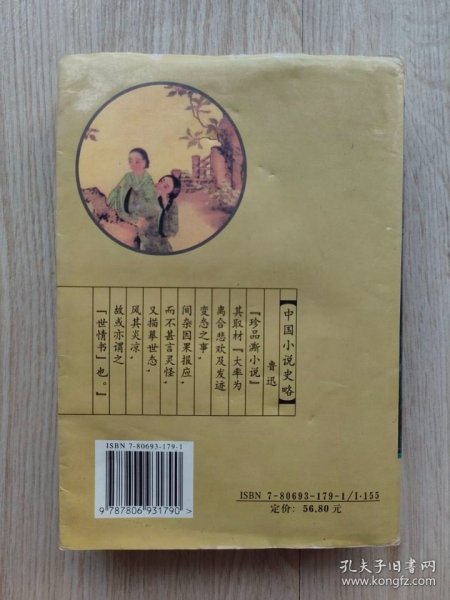 【中国小说史略】
鲁迅
『珍品斋小说』
其取材『大率为
离合悲欢及发迹
变态之事，
间杂因果报应，
而不甚言灵怪，
又描摹世态，
风其炎凉，
故或亦谓之
「世情书」也。』
ISBN 7-80693-179-1
9 787806 931790 >
ISBN 7-80693-179-1/I·155
定价: 56.80 元
孔夫子旧书网
www.kongfz.com